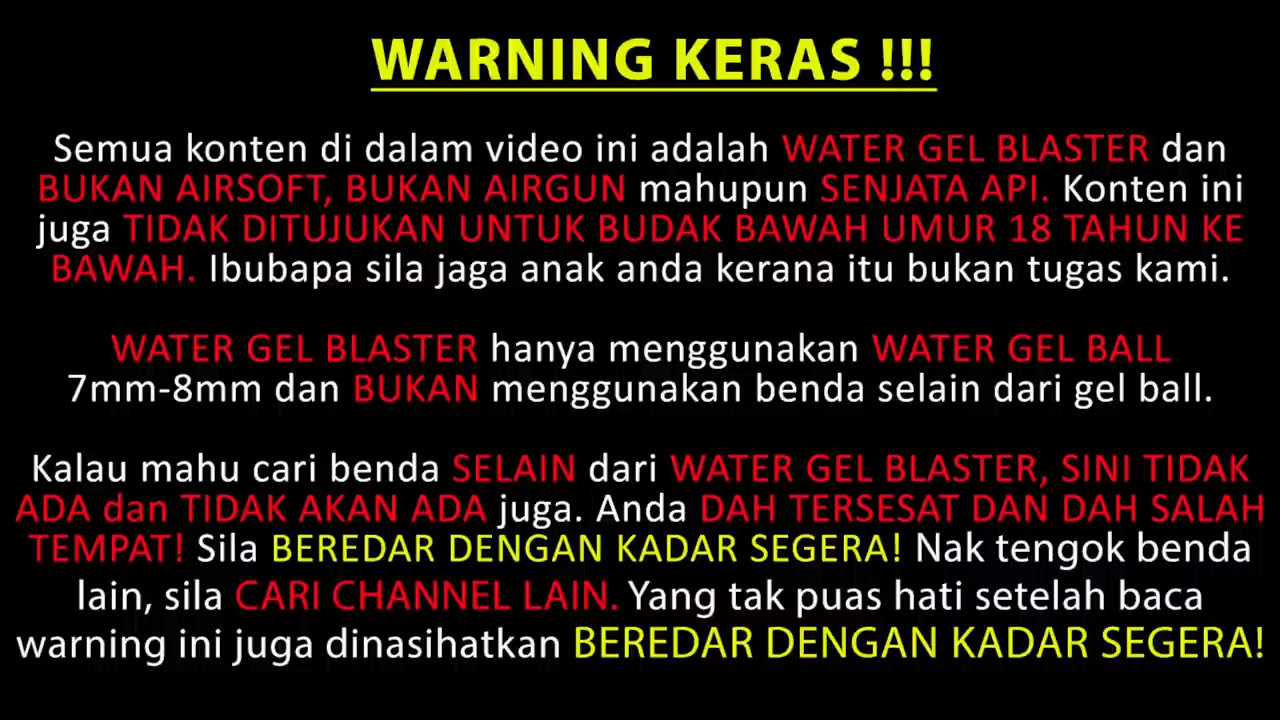 WARNING KERAS !!!
Semua konten di dalam video ini adalah WATER GEL BLASTER dan
BUKAN AIRSOFT, BUKAN AIRGUN mahupun SENJATA API. Konten ini
juga TIDAK DITUJUKAN UNTUK BUDAK BAWAH UMUR 18 TAHUN KE
BAWAH. Ibubapa sila jaga anak anda kerana itu bukan tugas kami.
WATER GEL BLASTER hanya menggunakan WATER GEL BALL
7mm-8mm dan BUKAN menggunakan benda selain dari gel ball.
Kalau mahu cari benda SELAIN dari WATER GEL BLASTER, SINI TIDAK
ADA dan TIDAK AKAN ADA juga. Anda DAH TERSESAT DAN DAH SALAH
TEMPAT! Sila BEREDAR DENGAN KADAR SEGERA! Nak tengok benda
lain, sila CARI CHANNEL LAIN. Yang tak puas hati setelah baca
warning ini juga dinasihatkan BEREDAR DENGAN KADAR SEGERA!